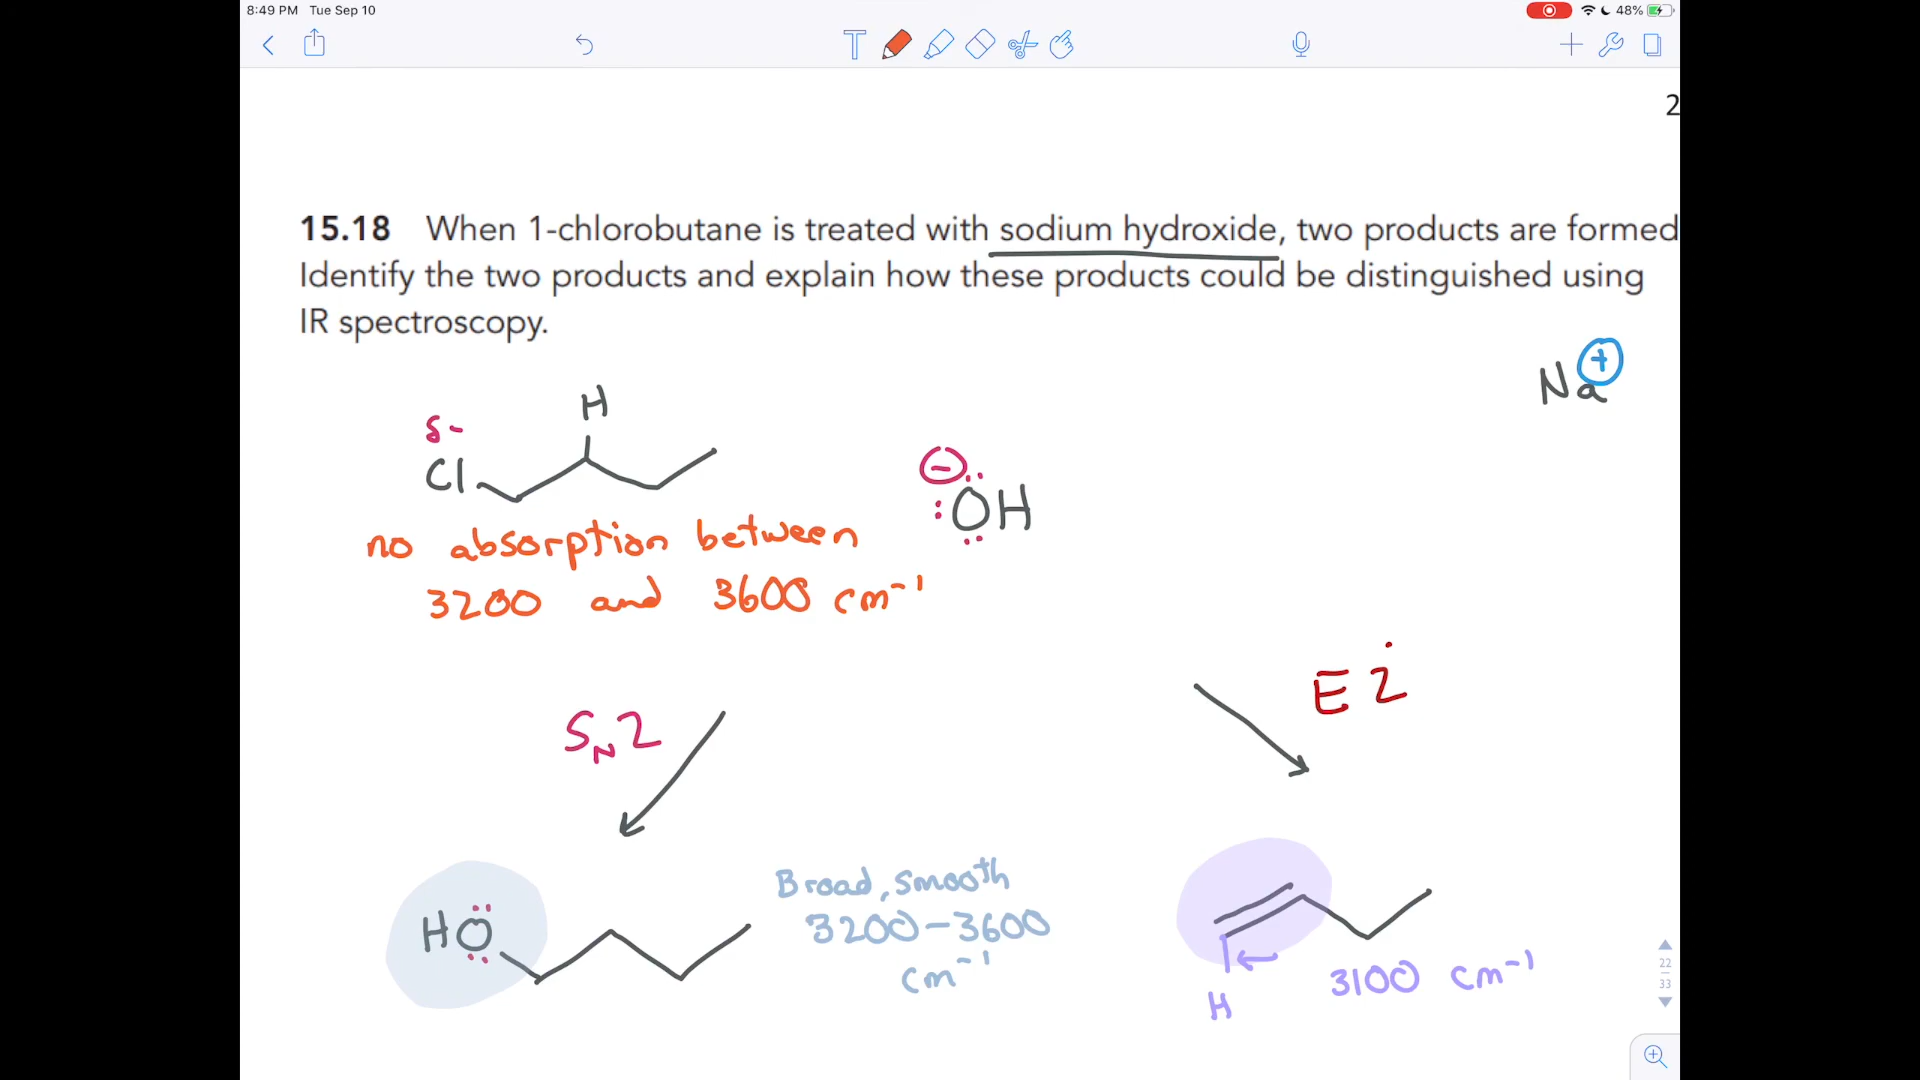 8:49 PM Tue Sep 10
48%
T
2
15.18 When 1-chlorobutane is treated with sodium hydroxide, two products are formed
Identify the two products and explain how these products could be distinguished using
IR spectroscopy.
Na+
H
δ-
Cl
-
:OH
no absorption between
3200 and 3600 cm-1
E2
SN2
Broad, smooth
HO
3200-3600
cm-1
3100 cm-1
H
22
33